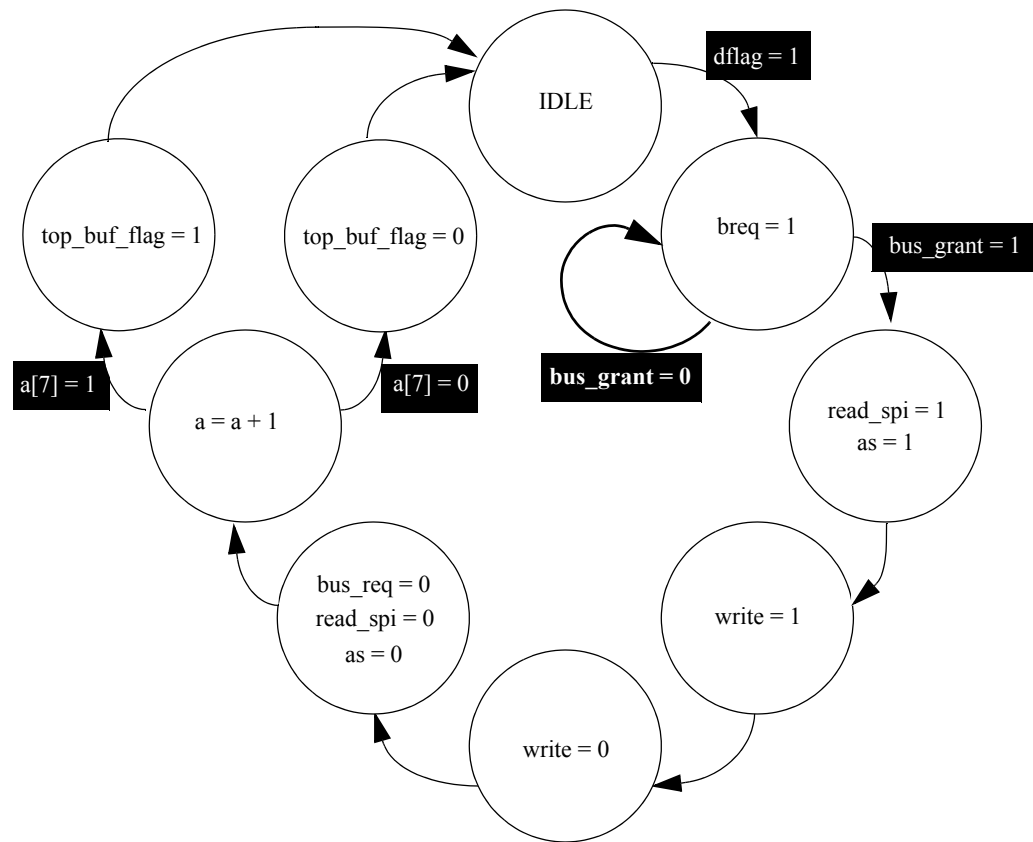 IDLE
dflag = 1
breq = 1
bus_grant = 1
bus_grant = 0
read_spi = 1
as = 1
write = 1
write = 0
bus_req = 0
read_spi = 0
as = 0
a = a + 1
a[7] = 1
a[7] = 0
top_buf_flag = 1
top_buf_flag = 0